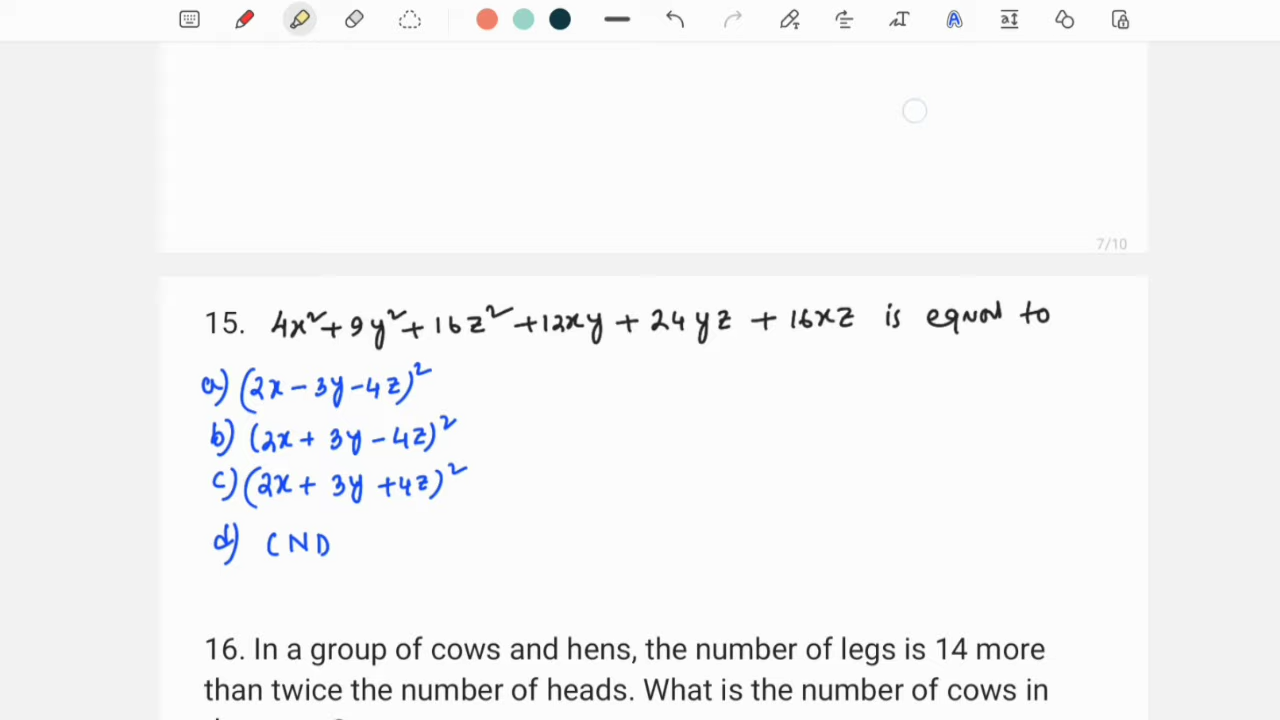 7/10
15. 4x²+9y²+16z²+12xy+24yz+16xz is equal to
a) (2x-3y-4z)²
b) (2x+3y-4z)²
c) (2x+3y+4z)²
d) CND
16. In a group of cows and hens, the number of legs is 14 more
than twice the number of heads. What is the number of cows in